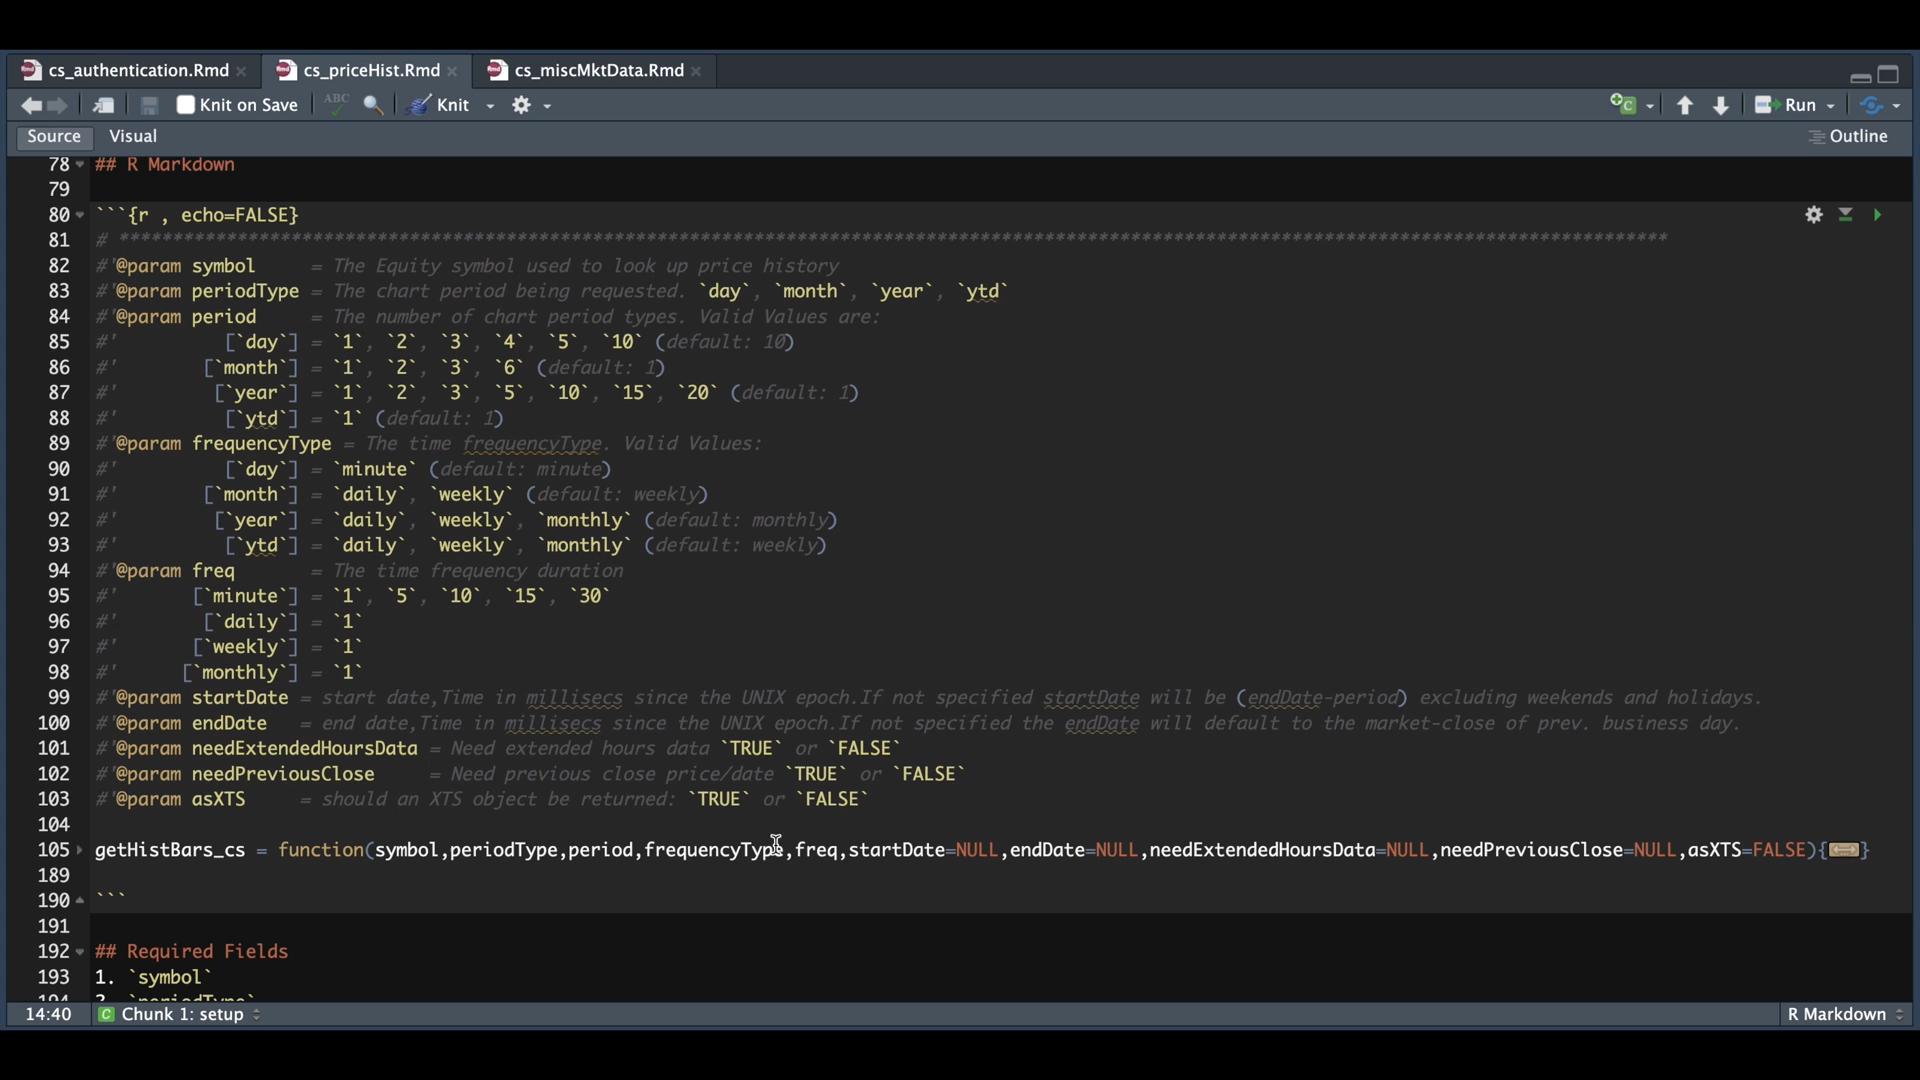 cs_authentication.Rmd × cs_priceHist.Rmd × cs_miscMktData.Rmd ×
Knit on Save ABC Knit Run
Source Visual Outline
78 ## R Markdown
79
80 ```{r , echo=FALSE}
81 # ************************************************************************************************************************************************
82 #'@param symbol = The Equity symbol used to look up price history
83 #'@param periodType = The chart period being requested. `day`, `month`, `year`, `ytd`
84 #'@param period = The number of chart period types. Valid Values are:
85 #' [`day`] = `1`, `2`, `3`, `4`, `5`, `10` (default: 10)
86 #' [`month`] = `1`, `2`, `3`, `6` (default: 1)
87 #' [`year`] = `1`, `2`, `3`, `5`, `10`, `15`, `20` (default: 1)
88 #' [`ytd`] = `1` (default: 1)
89 #'@param frequencyType = The time frequencyType. Valid Values:
90 #' [`day`] = `minute` (default: minute)
91 #' [`month`] = `daily`, `weekly` (default: weekly)
92 #' [`year`] = `daily`, `weekly`, `monthly` (default: monthly)
93 #' [`ytd`] = `daily`, `weekly`, `monthly` (default: weekly)
94 #'@param freq = The time frequency duration
95 #' [`minute`] = `1`, `5`, `10`, `15`, `30`
96 #' [`daily`] = `1`
97 #' [`weekly`] = `1`
98 #' [`monthly`] = `1`
99 #'@param startDate = start date,Time in millisecs since the UNIX epoch.If not specified startDate will be (endDate-period) excluding weekends and holidays.
100 #'@param endDate = end date,Time in millisecs since the UNIX epoch.If not specified the endDate will default to the market-close of prev. business day.
101 #'@param needExtendedHoursData = Need extended hours data `TRUE` or `FALSE`
102 #'@param needPreviousClose = Need previous close price/date `TRUE` or `FALSE`
103 #'@param asXTS = should an XTS object be returned: `TRUE` or `FALSE`
104
105 getHistBars_cs = function(symbol,periodType,period,frequencyType,freq,startDate=NULL,endDate=NULL,needExtendedHoursData=NULL,needPreviousClose=NULL,asXTS=FALSE){}
189
190 ```
191
192 ## Required Fields
193 1. `symbol`
194 2. `periodType`
14:40 C Chunk 1: setup R Markdown